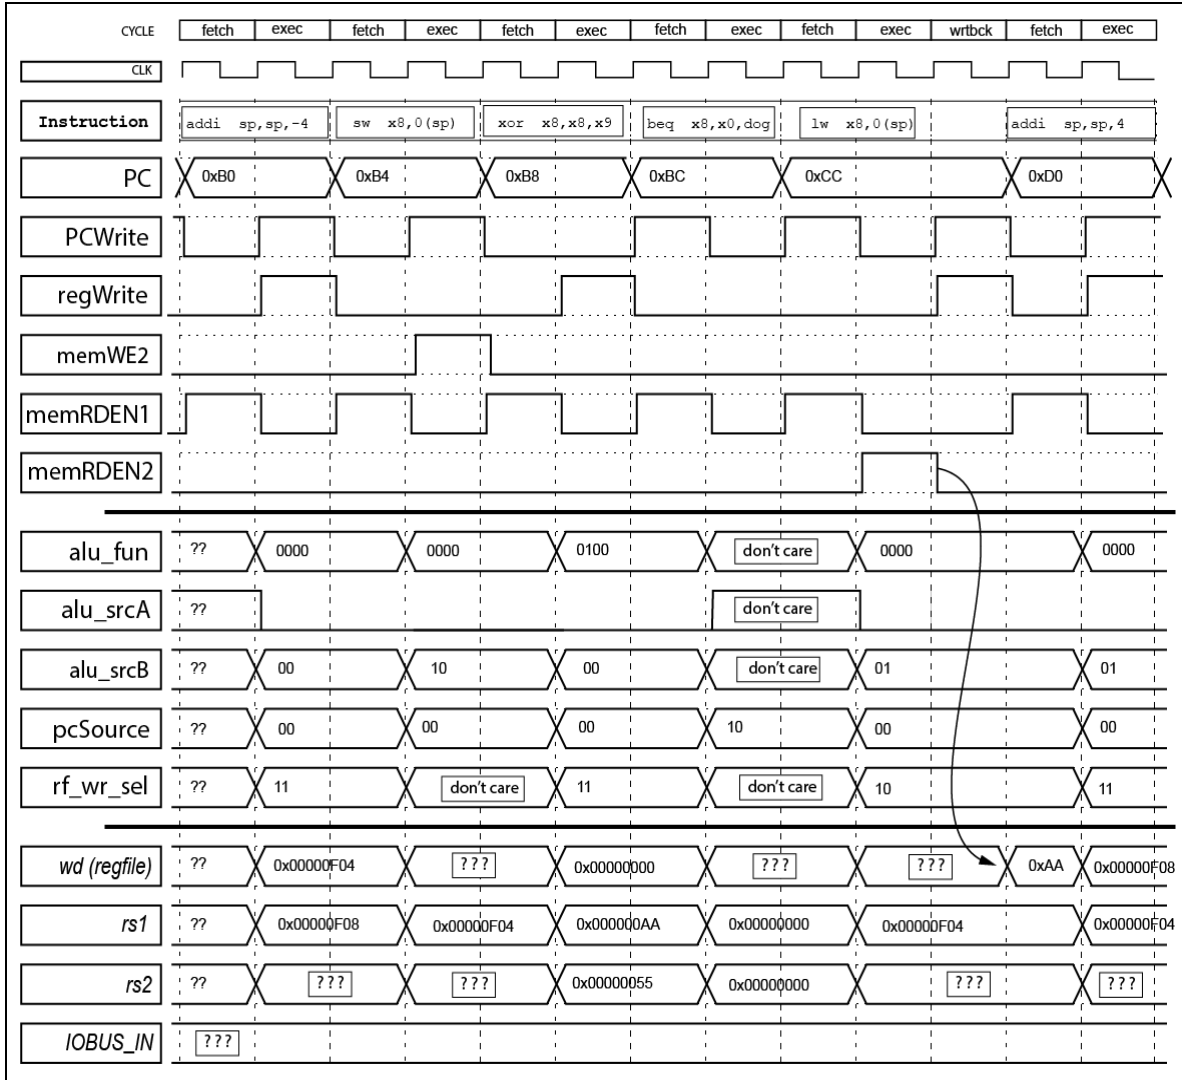 CYCLE fetch exec fetch exec fetch exec fetch exec fetch exec wrtbck fetch exec
CLK
Instruction addi sp,sp,-4 sw x8,0(sp) xor x8,x8,x9 beq x8,x0,dog lw x8,0(sp) addi sp,sp,4
PC 0xB0 0xB4 0xB8 0xBC 0xCC 0xD0
PCWrite
regWrite
memWE2
memRDEN1
memRDEN2
alu_fun ?? 0000 0000 0100 don't care 0000 0000
alu_srcA ?? don't care
alu_srcB ?? 00 10 00 don't care 01 01
pcSource ?? 00 00 00 10 00 00
rf_wr_sel ?? 11 don't care 11 don't care 10 11
wd (regfile) ?? 0x00000F04 ??? 0x00000000 ??? ??? 0xAA 0x00000F08
rs1 ?? 0x00000F08 0x00000F04 0x000000AA 0x00000000 0x00000F04 0x00000F04
rs2 ?? ??? ??? 0x00000055 0x00000000 ??? ???
IOBUS_IN ???